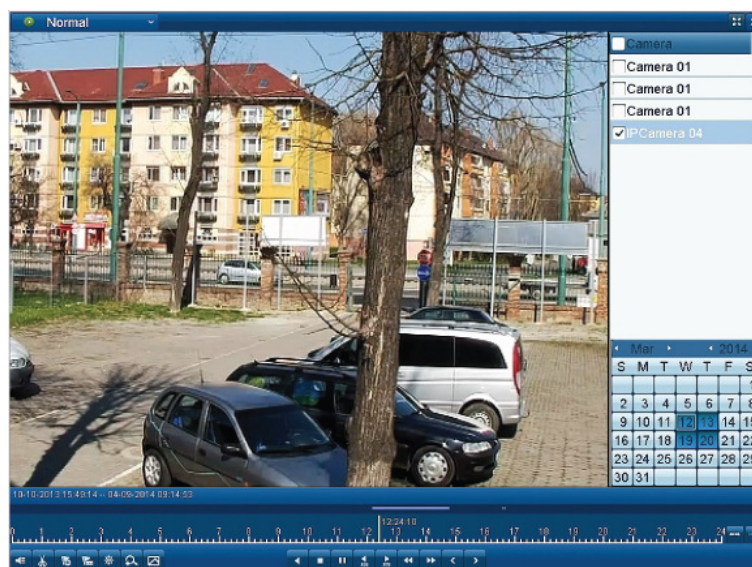 Normal
Camera
Camera 01
Camera 01
Camera 01
IPCamera 04
Mar 2014
S M T W T F S
2 3 4 5 6 7 8
9 10 11 12 13 14 15
16 17 18 19 20 21 22
23 24 25 26 27 28 29
30 31
10-10-2013 15:49:14 -- 04-09-2014 09:14:53
12:24:10
0 1 2 3 4 5 6 7 8 9 10 11 12 13 14 15 16 17 18 19 20 21 22 23 24